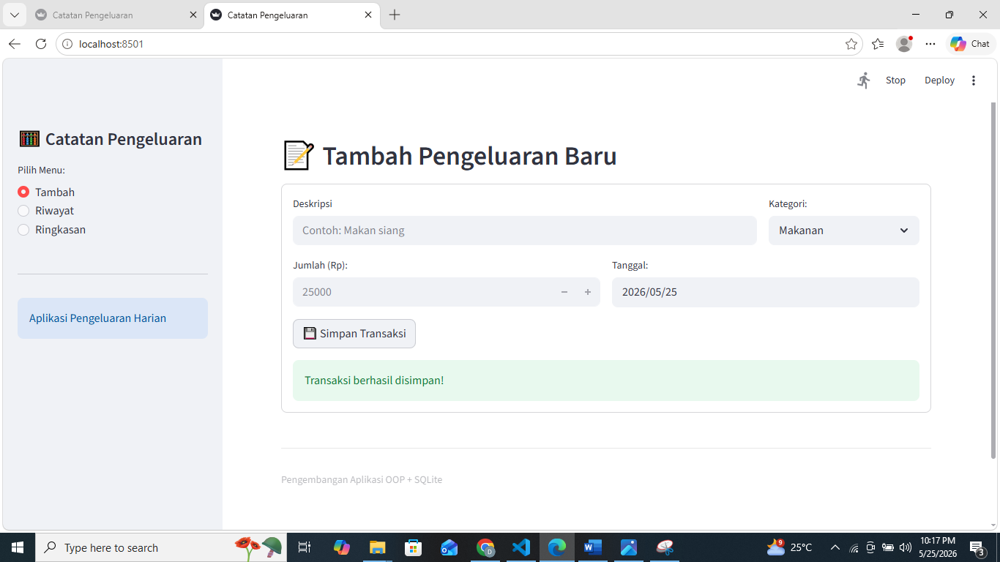 Catatan Pengeluaran
Catatan Pengeluaran
localhost:8501
Chat
Stop
Deploy
Catatan Pengeluaran
Pilih Menu:
Tambah
Riwayat
Ringkasan
Aplikasi Pengeluaran Harian
Tambah Pengeluaran Baru
Deskripsi
Kategori:
Contoh: Makan siang
Makanan
Jumlah (Rp):
Tanggal:
25000
2026/05/25
Simpan Transaksi
Transaksi berhasil disimpan!
Pengembangan Aplikasi OOP + SQLite
Type here to search
9
25°C
10:17 PM
5/25/2026
3